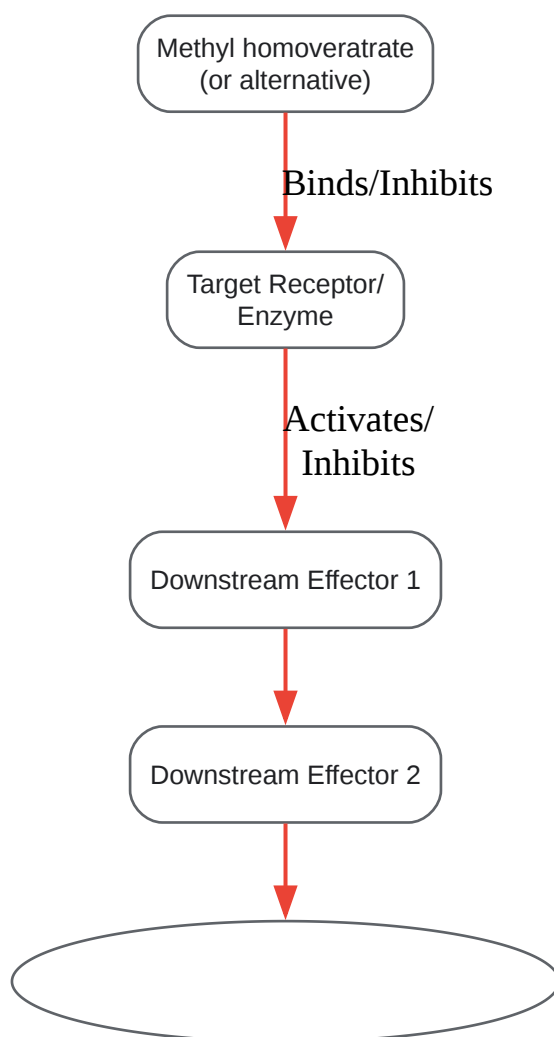 Methyl homoveratrate
(or alternative)
Binds/Inhibits
Target Receptor/
Enzyme
Activates/
Inhibits
Downstream Effector 1
Downstream Effector 2